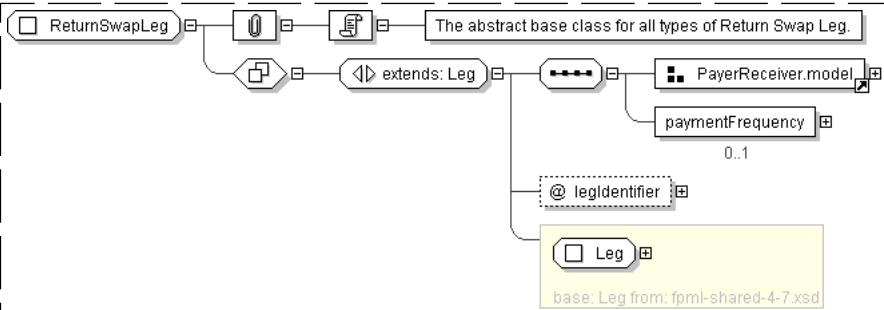 ReturnSwapLeg
The abstract base class for all types of Return Swap Leg.
extends: Leg
PayerReceiver.model
paymentFrequency
0..1
@ legIdentifier
Leg
base: Leg from: fpml-shared-4-7.xsd